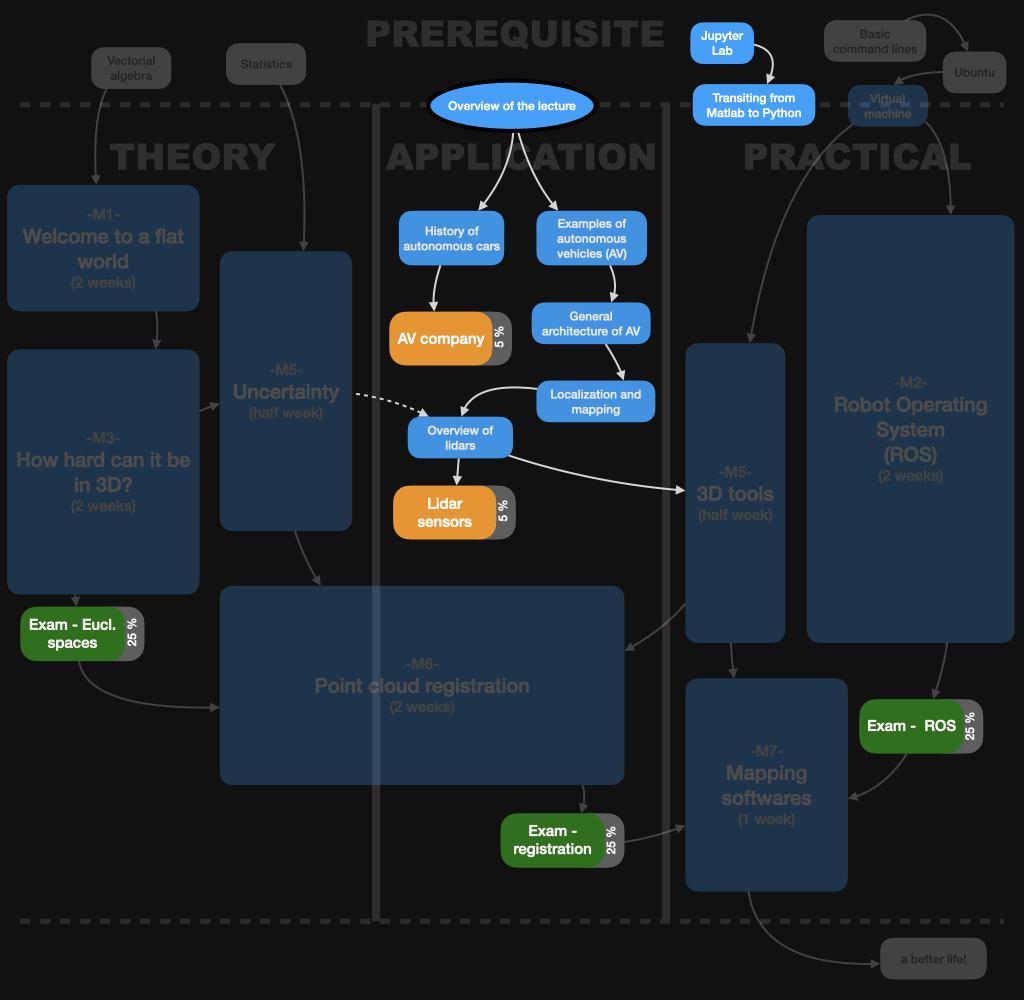 PREREQUISITE
Vectorial
algebra
Statistics
Jupyter
Lab
Basic
command lines
Ubuntu
Overview of the lecture
Transiting from
Matlab to Python
Virtual
machine
THEORY
APPLICATION
PRACTICAL
-M1-
Welcome to a flat
world
(2 weeks)
History of
autonomous cars
Examples of
autonomous
vehicles (AV)
General
architecture of AV
AV company
5 %
Localization and
mapping
-M5-
Uncertainty
(half week)
Overview of
lidars
-M2-
Robot Operating
System
(ROS)
(2 weeks)
-M3-
How hard can it be
in 3D?
(2 weeks)
Lidar
sensors
5 %
-M5-
3D tools
(half week)
Exam - Eucl.
spaces
25 %
-M6-
Point cloud registration
(2 weeks)
Exam - ROS
25 %
-M7-
Mapping
softwares
(1 week)
Exam -
registration
25 %
a better life!